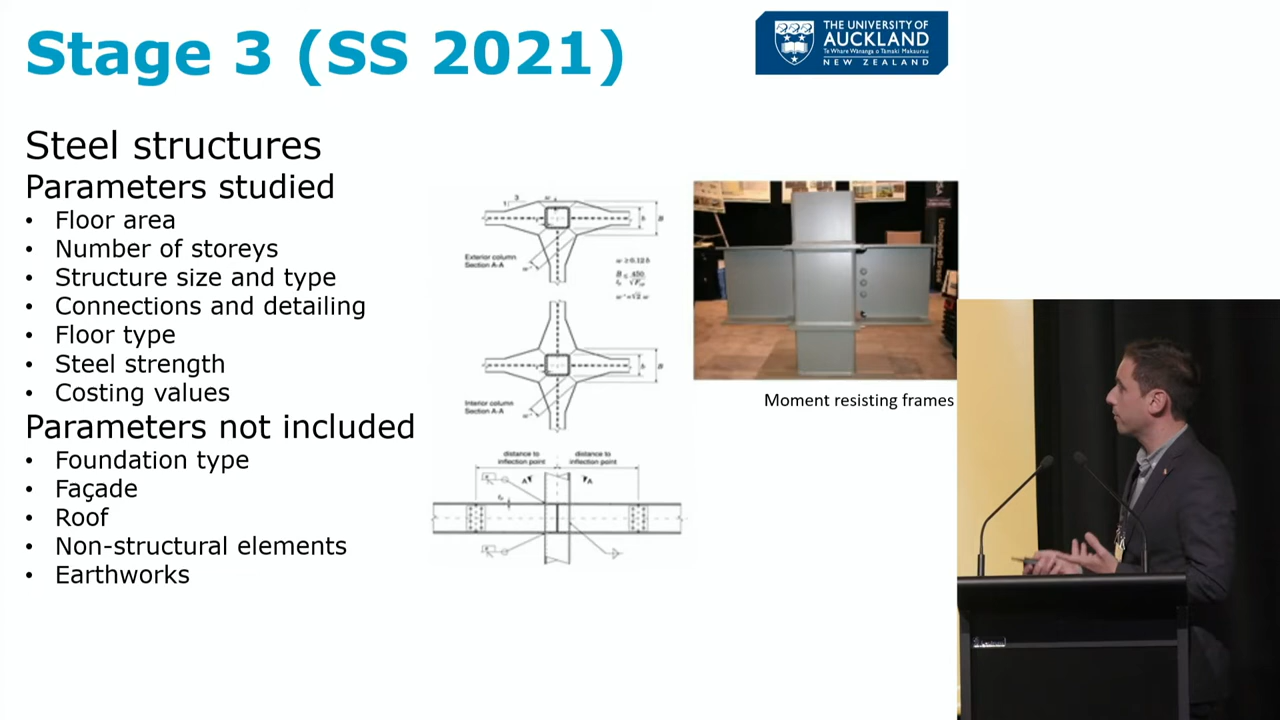 Stage 3 (SS 2021)
THE UNIVERSITY OF
AUCKLAND
Te Whare Wānanga o Tāmaki Makaurau
NEW ZEALAND
Steel structures
Parameters studied
• Floor area
• Number of storeys
• Structure size and type
• Connections and detailing
• Floor type
• Steel strength
• Costing values
Parameters not included
• Foundation type
• Façade
• Roof
• Non-structural elements
• Earthworks
Exterior column
Section A-A
w ≥ 0.12 b
Interior column
Section A-A
distance to
inflection point
distance to
inflection point
A
A
Moment resisting frames